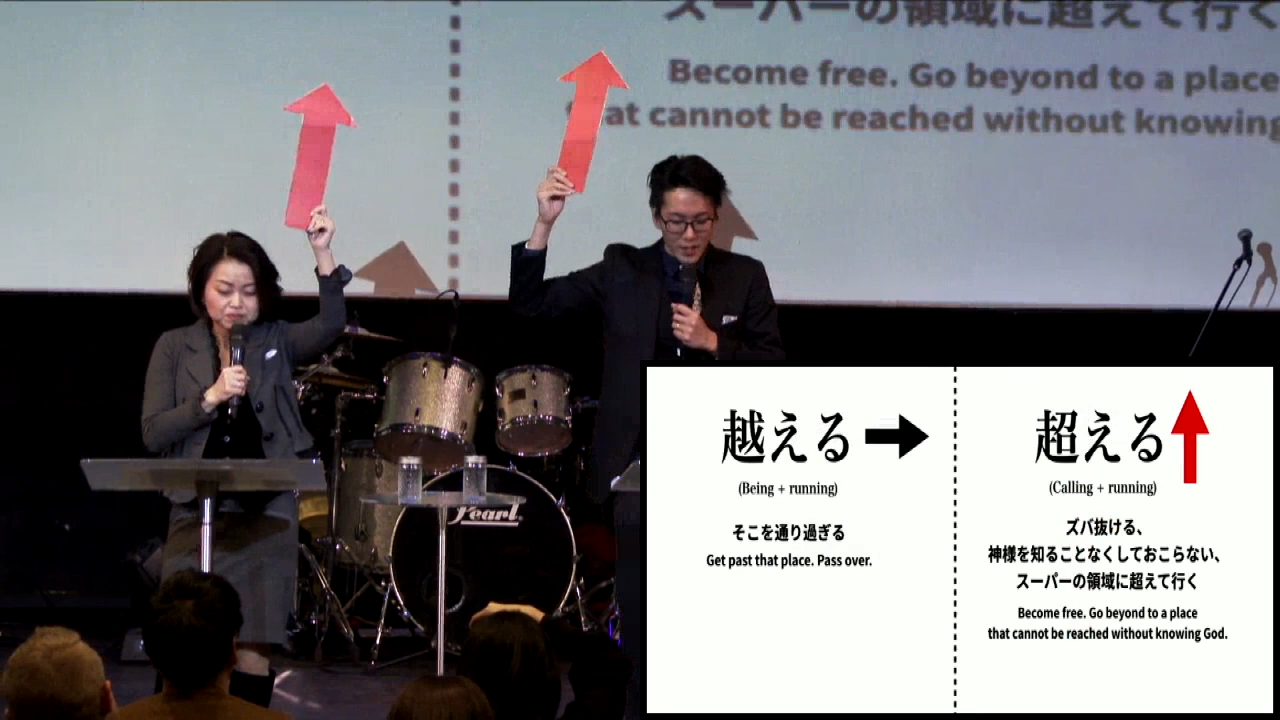 スーパーの領域に超えて行く
Become free. Go beyond to a place
at cannot be reached without knowing
Pearl
越える
(Being + running)
そこを通り過ぎる
Get past that place. Pass over.
超える
(Calling + running)
ズバ抜ける、
神様を知ることなくしておこらない、
スーパーの領域に超えて行く
Become free. Go beyond to a place
that cannot be reached without knowing God.